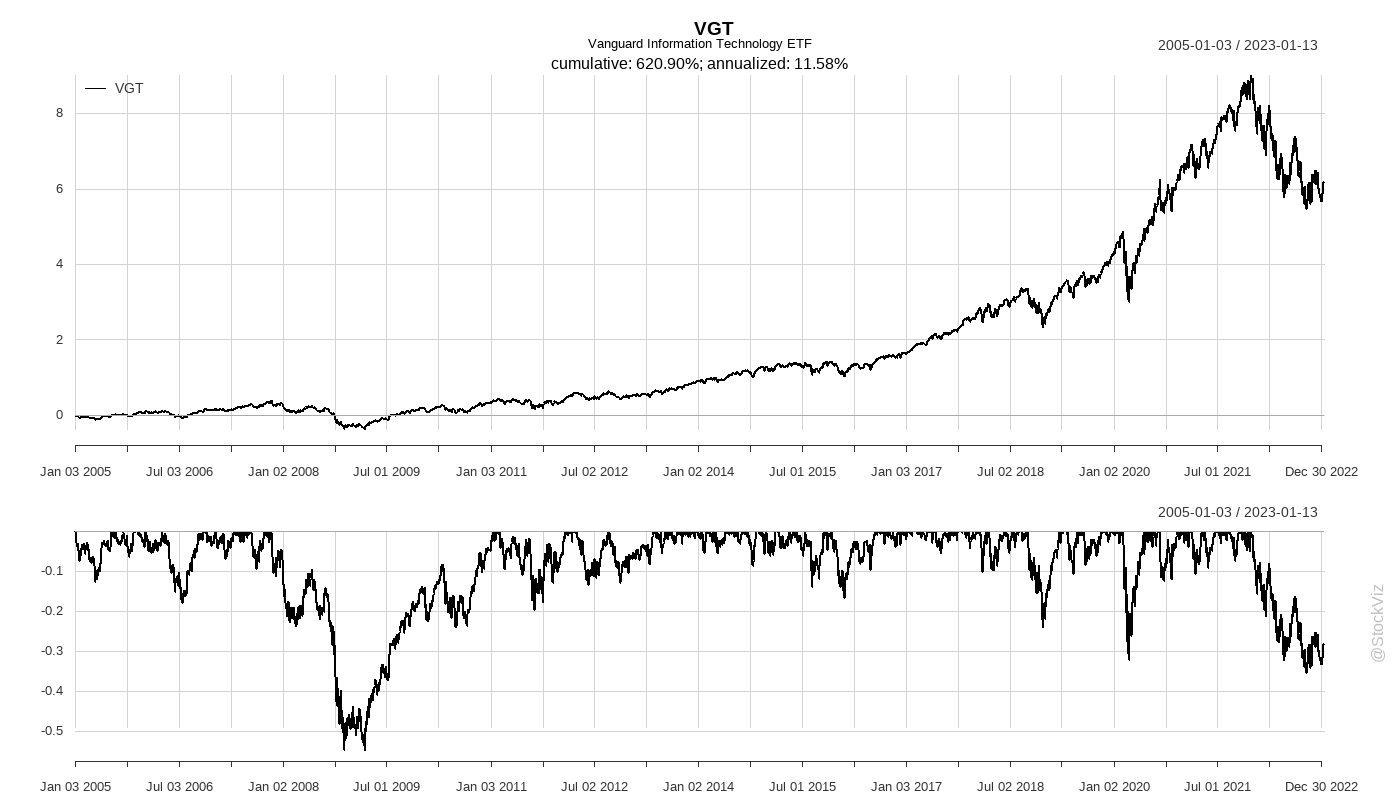 VGT
Vanguard Information Technology ETF
cumulative: 620.90%; annualized: 11.58%
2005-01-03 / 2023-01-13
VGT
8
6
4
2
0
Jan 03 2005 Jul 03 2006 Jan 02 2008 Jul 01 2009 Jan 03 2011 Jul 02 2012 Jan 02 2014 Jul 01 2015 Jan 03 2017 Jul 02 2018 Jan 02 2020 Jul 01 2021 Dec 30 2022
2005-01-03 / 2023-01-13
-0.1
-0.2
-0.3
-0.4
-0.5
Jan 03 2005 Jul 03 2006 Jan 02 2008 Jul 01 2009 Jan 03 2011 Jul 02 2012 Jan 02 2014 Jul 01 2015 Jan 03 2017 Jul 02 2018 Jan 02 2020 Jul 01 2021 Dec 30 2022
@StockViz